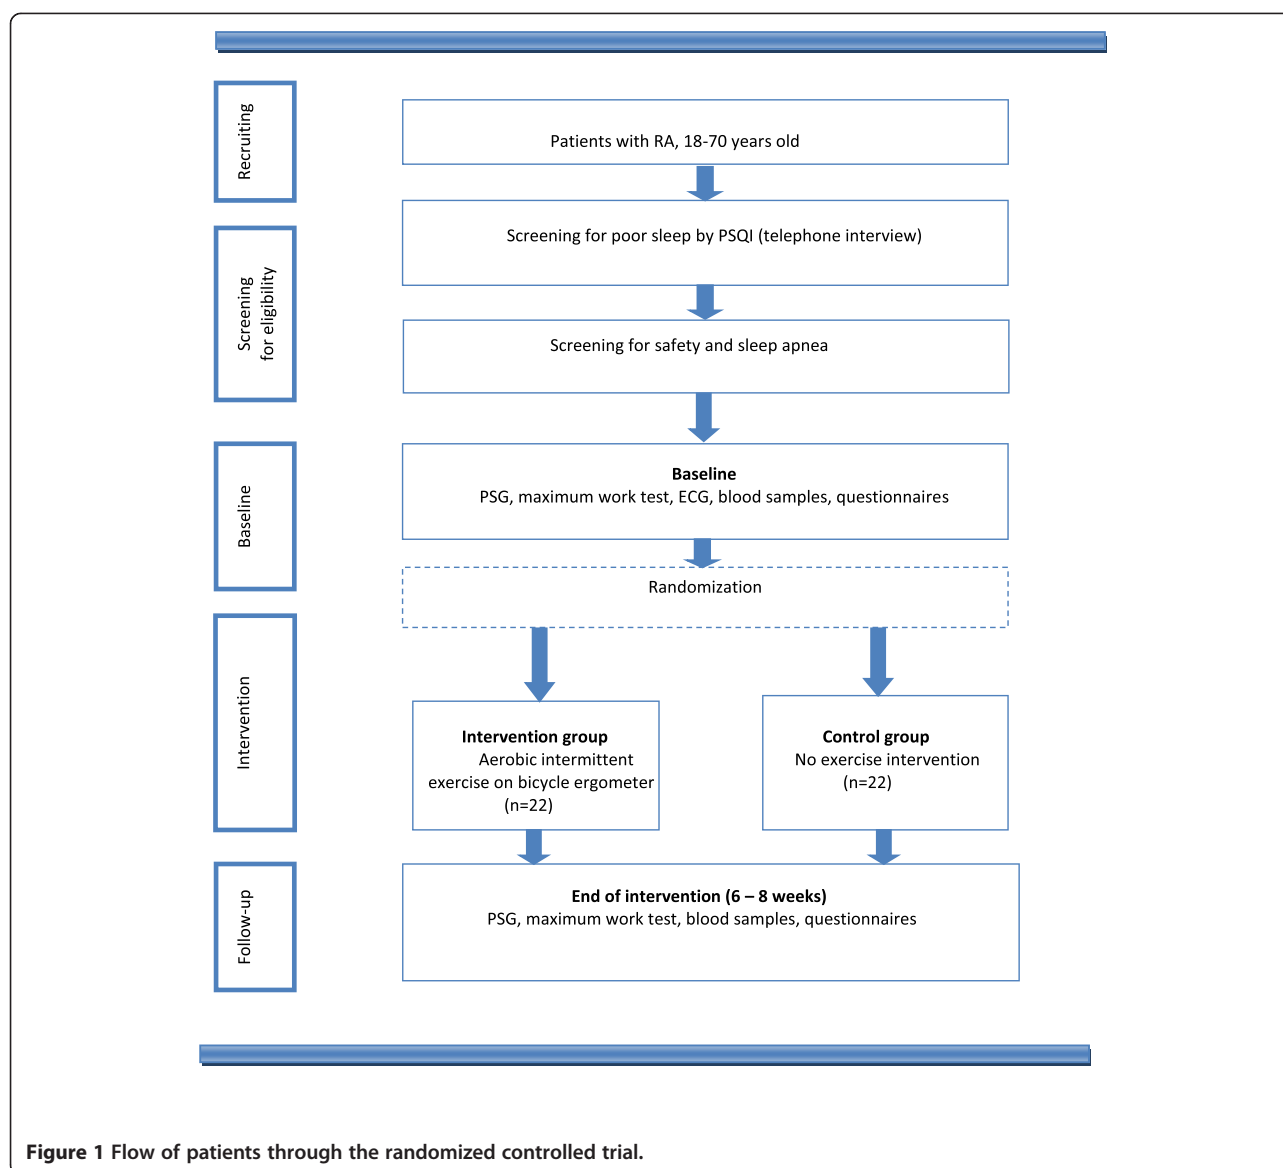 Recruiting
Patients with RA, 18-70 years old
Screening
for eligibility
Screening for poor sleep by PSQI (telephone interview)
Screening for safety and sleep apnea
Baseline
Baseline
PSG, maximum work test, ECG, blood samples, questionnaires
Randomization
Intervention
Intervention group
Aerobic intermittent
exercise on bicycle ergometer
(n=22)
Control group
No exercise intervention
(n=22)
Follow-up
End of intervention (6 – 8 weeks)
PSG, maximum work test, blood samples, questionnaires
Figure 1 Flow of patients through the randomized controlled trial.